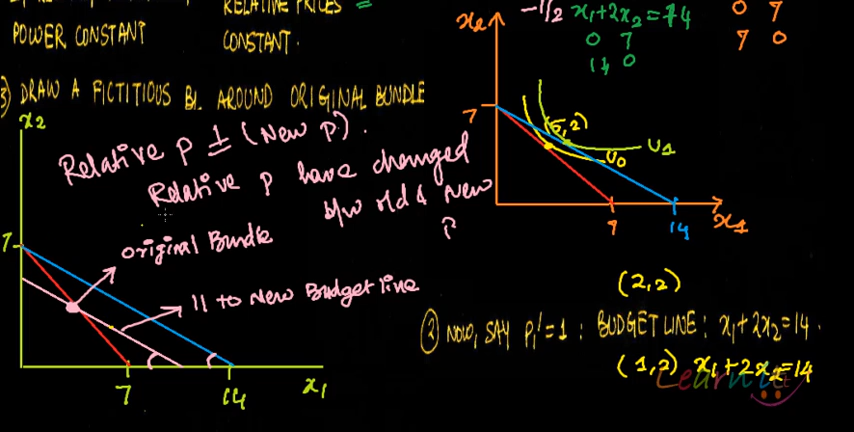 RELATIVE PRICES =
POWER CONSTANT
CONSTANT.
3) DRAW A FICTITIOUS BL AROUND ORIGINAL BUNDLE
x2
Relative P ⊥ (New P).
Relative P have changed
b/w old & New
P
7
original Bundle
11 to New Budget line
7
14
x1
x2
-1/2 x1+2x2=14
0 7
14 0
0 7
7 0
7
(5,2)
U1
U0
7
14
x1
(2,2)
② NOW, SAY P1'=1 : BUDGET LINE: x1+2x2=14.
(1,2) x1+2x2=14
Learn